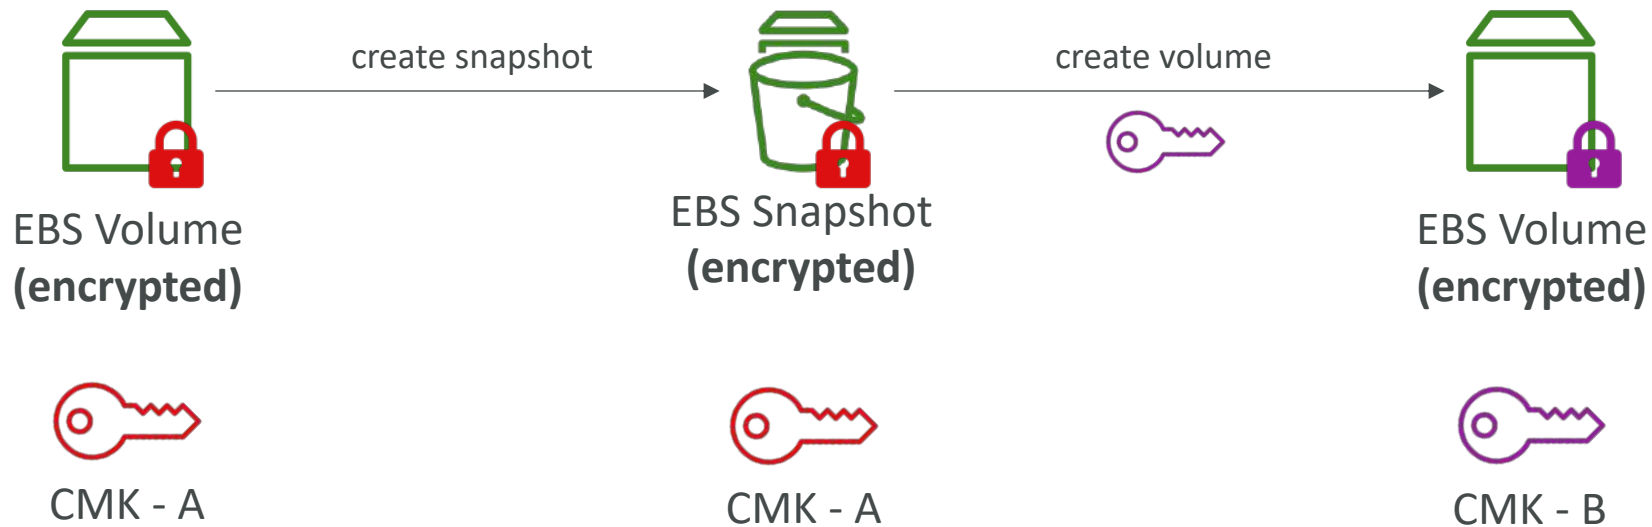 create snapshot
create volume
EBS Volume
(encrypted)
EBS Snapshot
(encrypted)
EBS Volume
(encrypted)
CMK - A
CMK - A
CMK - B